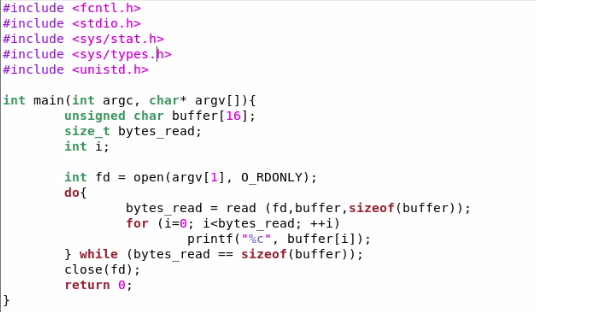 #include <fcntl.h>
#include <stdio.h>
#include <sys/stat.h>
#include <sys/types.h>
#include <unistd.h>

int main(int argc, char* argv[]){
        unsigned char buffer[16];
        size_t bytes_read;
        int i;

        int fd = open(argv[1], O_RDONLY);
        do{
                bytes_read = read (fd,buffer,sizeof(buffer));
                for (i=0; i<bytes_read; ++i)
                        printf("%c", buffer[i]);
        } while (bytes_read == sizeof(buffer));
        close(fd);
        return 0;
}